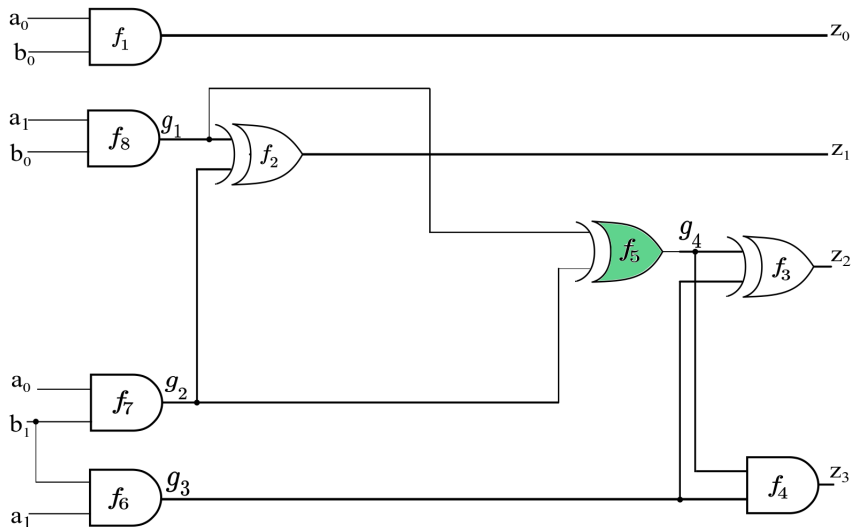 a₀
b₀
f₁
z₀
a₁
b₀
f₈
g₁
f₂
z₁
f₅
g₄
f₃
z₂
a₀
b₁
f₇
g₂
a₁
f₆
g₃
f₄
z₃